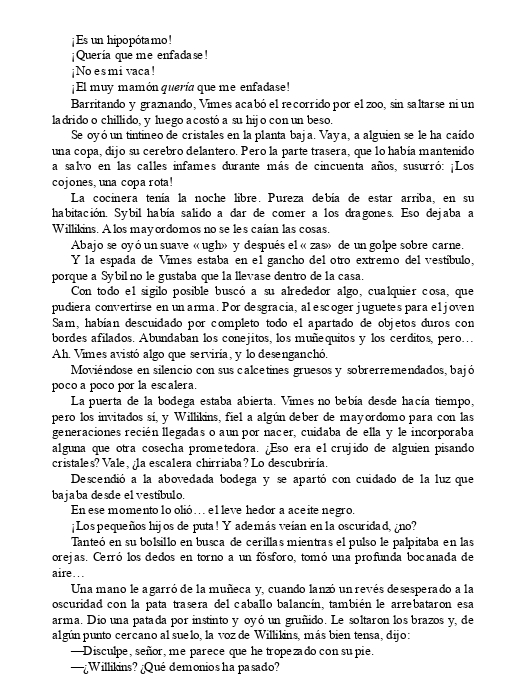 ¡Es un hipopótamo!
¡Quería que me enfadase!
¡No es mi vaca!
¡El muy mamón quería que me enfadase!
Barritando y graznando, Vimes acabó el recorrido por el zoo, sin saltarse ni un
ladrido o chillido, y luego acostó a su hijo con un beso.
Se oyó un tintineo de cristales en la planta baja. Vaya, a alguien se le ha caído
una copa, dijo su cerebro delantero. Pero la parte trasera, que lo había mantenido
a salvo en las calles infames durante más de cincuenta años, susurró: ¡Los
cojones, una copa rota!
La cocinera tenía la noche libre. Pureza debía de estar arriba, en su
habitación. Sybil había salido a dar de comer a los dragones. Eso dejaba a
Willikins. A los mayordomos no se les caían las cosas.
Abajo se oyó un suave «ugh» y después el «zas» de un golpe sobre carne.
Y la espada de Vimes estaba en el gancho del otro extremo del vestíbulo,
porque a Sybil no le gustaba que la llevase dentro de la casa.
Con todo el sigilo posible buscó a su alrededor algo, cualquier cosa, que
pudiera convertirse en un arma. Por desgracia, al escoger juguetes para el joven
Sam, habían descuidado por completo todo el apartado de objetos duros con
bordes afilados. Abundaban los conejitos, los muñequitos y los cerditos, pero…
Ah. Vimes avistó algo que serviría, y lo desenganchó.
Moviéndose en silencio con sus calcetines gruesos y sobrerremendados, bajó
poco a poco por la escalera.
La puerta de la bodega estaba abierta. Vimes no bebía desde hacía tiempo,
pero los invitados sí, y Willikins, fiel a algún deber de mayordomo para con las
generaciones recién llegadas o aun por nacer, cuidaba de ella y le incorporaba
alguna que otra cosecha prometedora. ¿Eso era el crujido de alguien pisando
cristales? Vale, ¿la escalera chirriaba? Lo descubriría.
Descendió a la abovedada bodega y se apartó con cuidado de la luz que
bajaba desde el vestíbulo.
En ese momento lo olió… el leve hedor a aceite negro.
¡Los pequeños hijos de puta! Y además veían en la oscuridad, ¿no?
Tanteó en su bolsillo en busca de cerillas mientras el pulso le palpitaba en las
orejas. Cerró los dedos en torno a un fósforo, tomó una profunda bocanada de
aire…
Una mano le agarró de la muñeca y, cuando lanzó un revés desesperado a la
oscuridad con la pata trasera del caballo balancín, también le arrebataron esa
arma. Dio una patada por instinto y oyó un gruñido. Le soltaron los brazos y, de
algún punto cercano al suelo, la voz de Willikins, más bien tensa, dijo:
—Disculpe, señor, me parece que he tropezado con su pie.
—¿Willikins? ¿Qué demonios ha pasado?